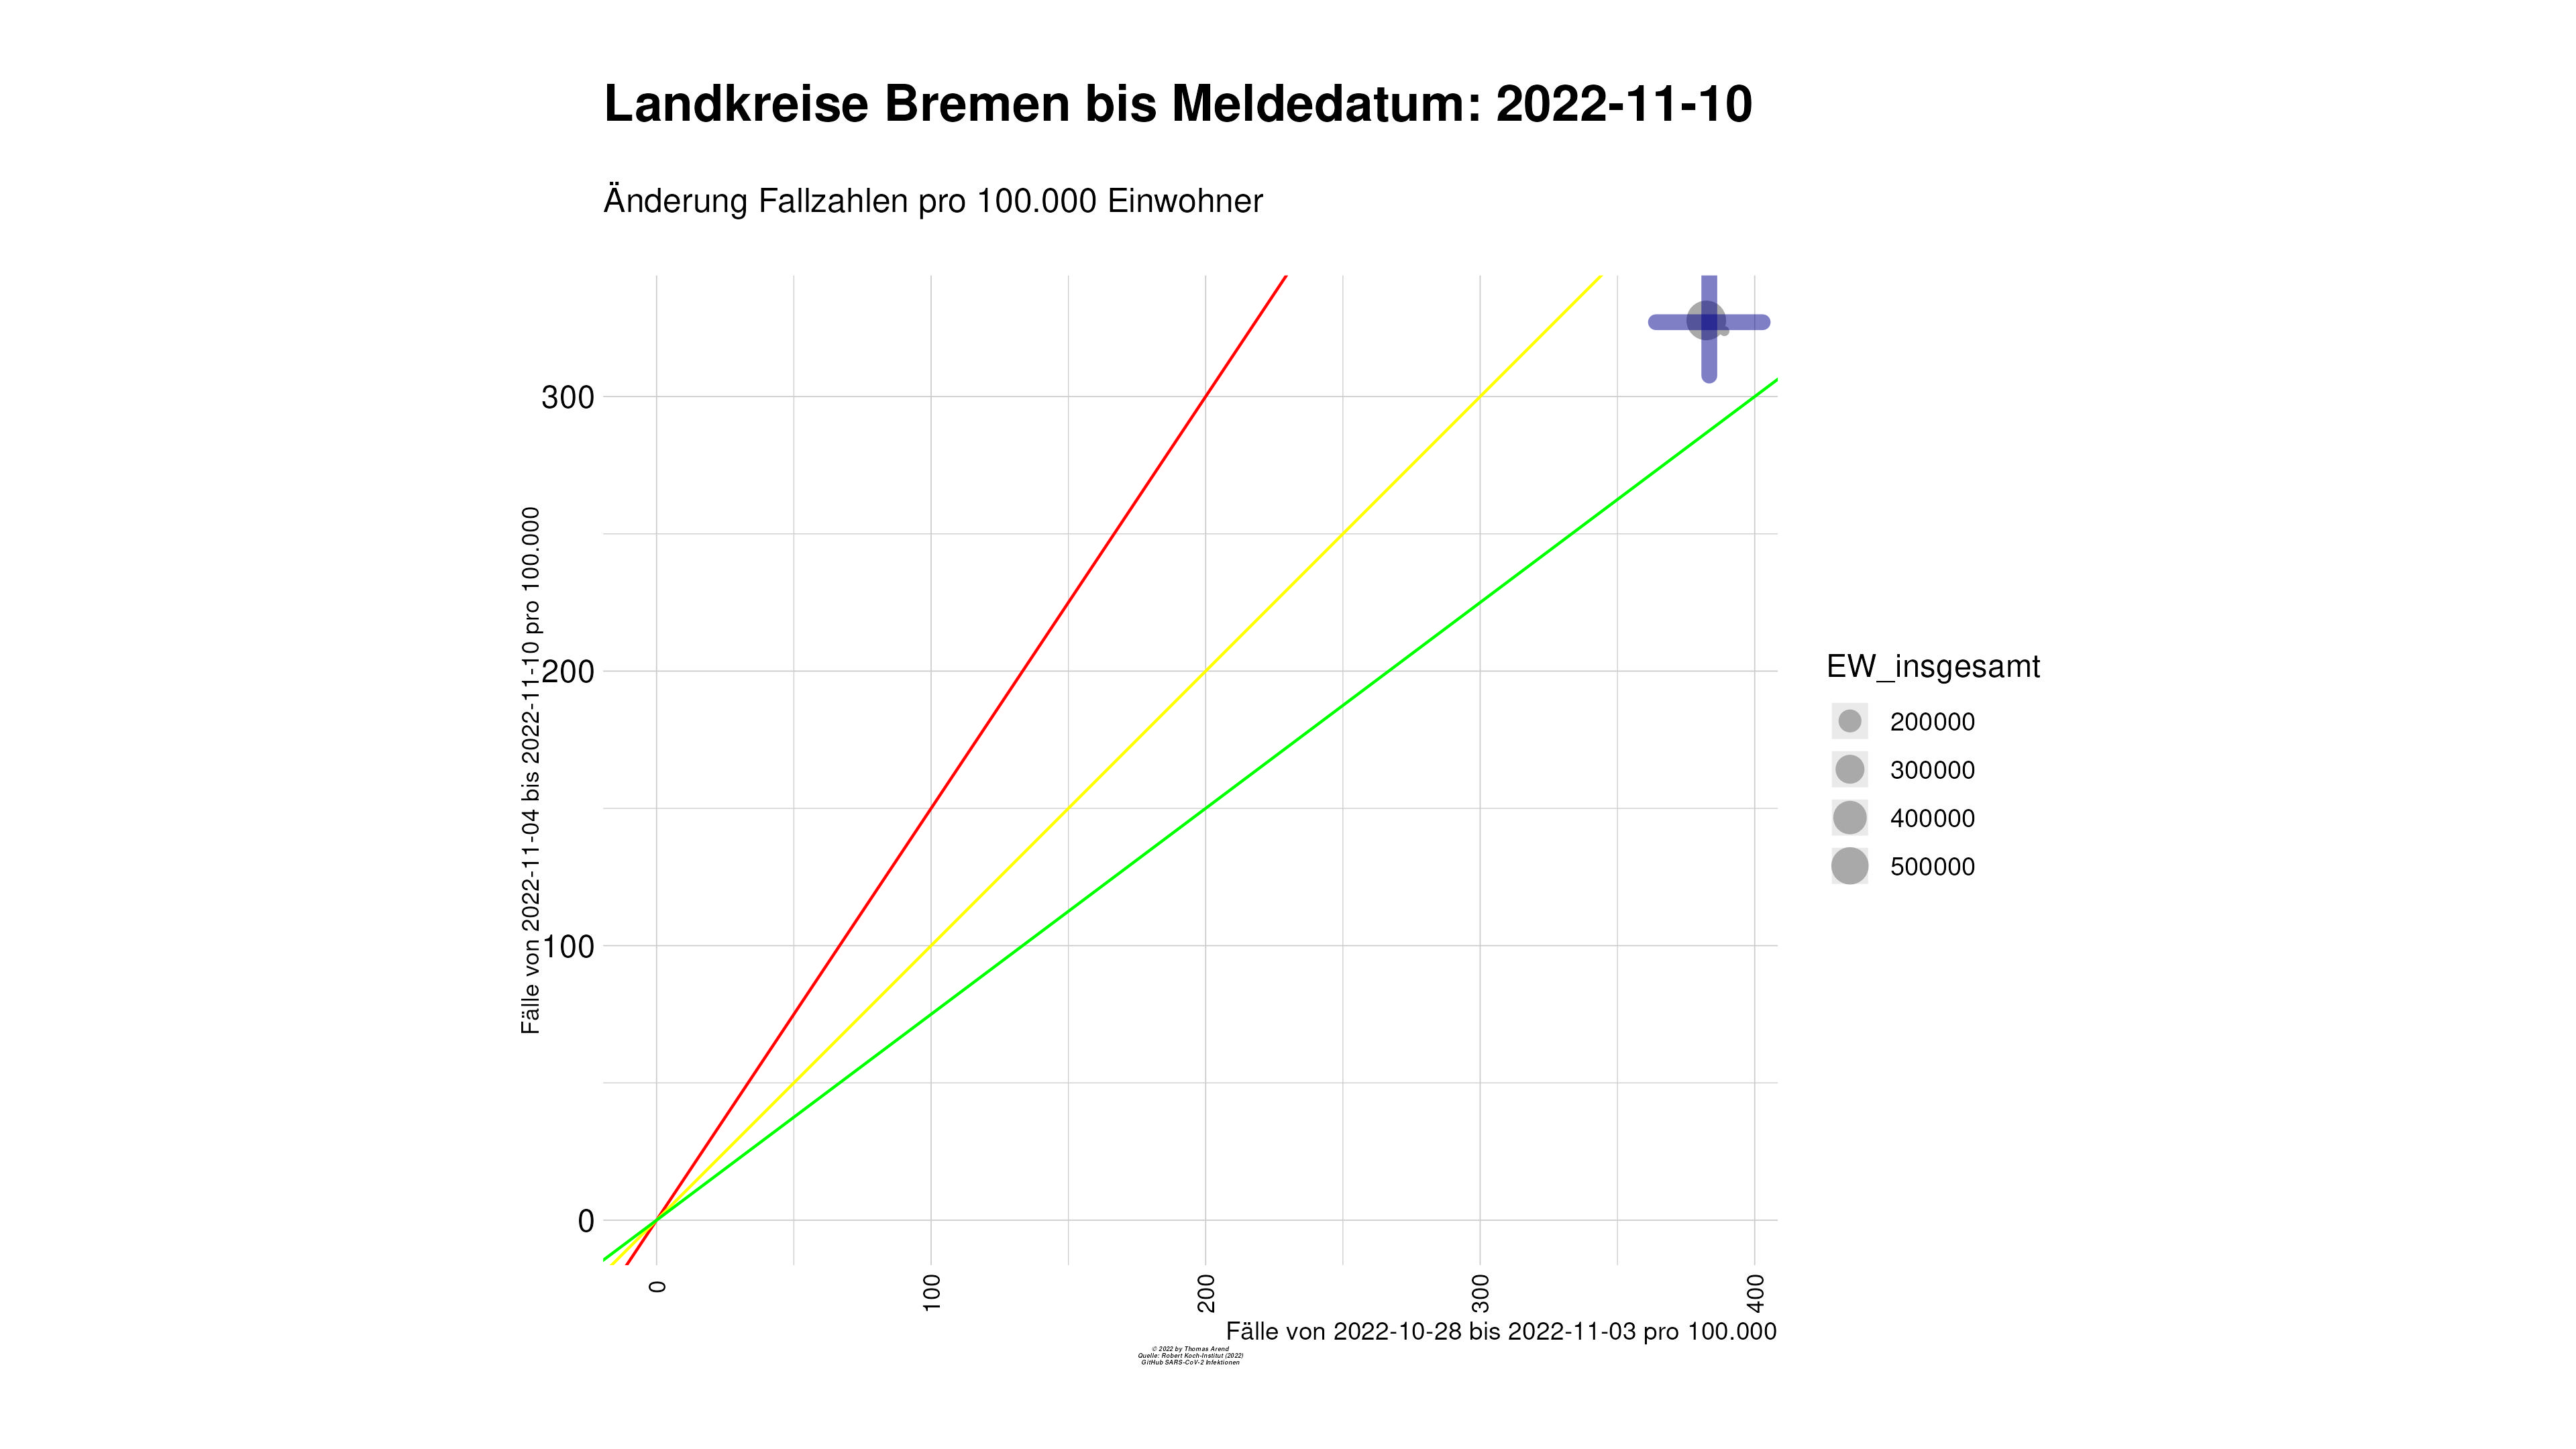 Landkreise Bremen bis Meldedatum: 2022-11-10
Änderung Fallzahlen pro 100.000 Einwohner
Fälle von 2022-11-04 bis 2022-11-10 pro 100.000
300
200
100
0
0
100
200
300
400
Fälle von 2022-10-28 bis 2022-11-03 pro 100.000
EW_insgesamt
200000
300000
400000
500000
© 2022 by Thomas Arend
Quelle: Robert Koch-Institut (2022)
GitHub SARS-CoV-2 Infektionen